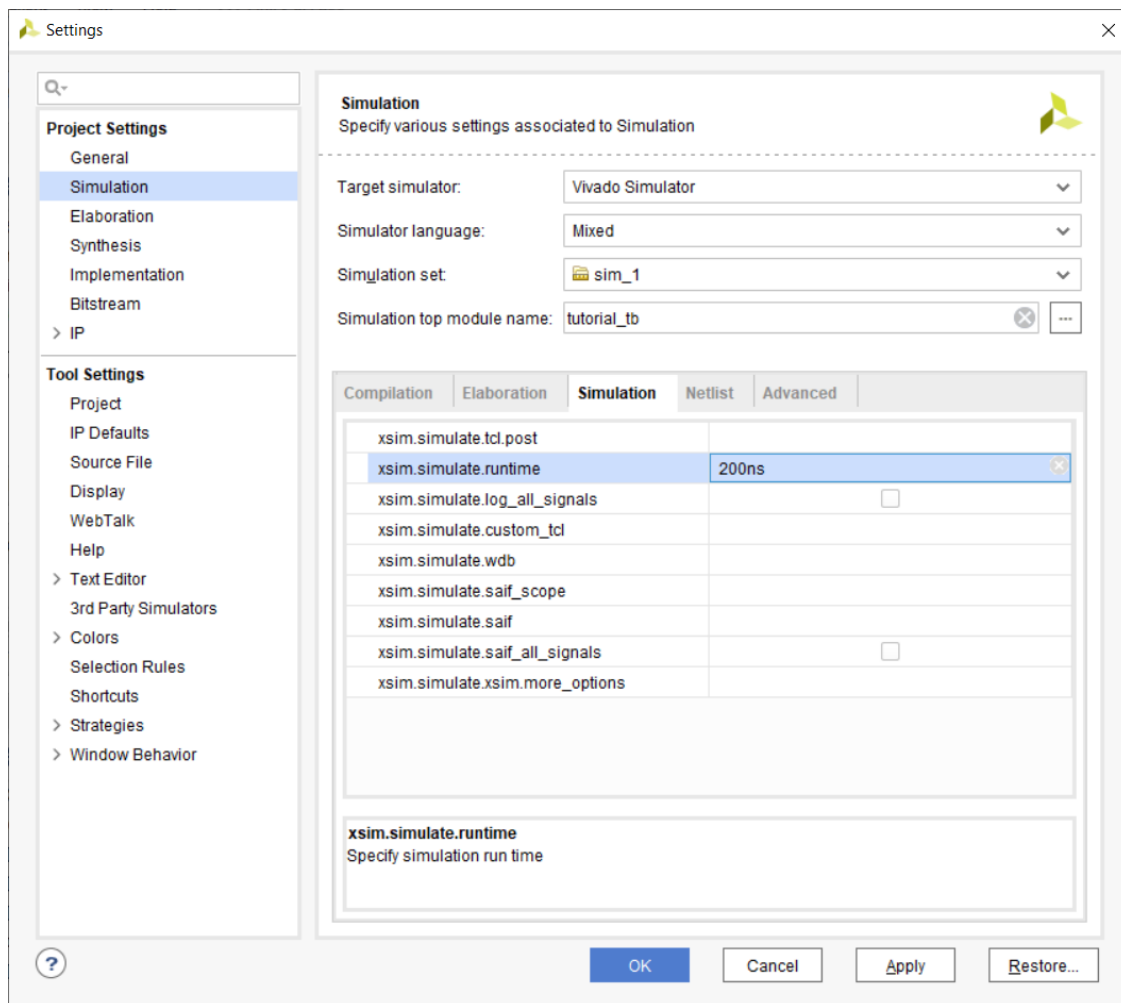 Settings
Project Settings
General
Simulation
Elaboration
Synthesis
Implementation
Bitstream
IP
Tool Settings
Project
IP Defaults
Source File
Display
WebTalk
Help
Text Editor
3rd Party Simulators
Colors
Selection Rules
Shortcuts
Strategies
Window Behavior
Simulation
Specify various settings associated to Simulation
Target simulator: Vivado Simulator
Simulator language: Mixed
Simulation set: sim_1
Simulation top module name: tutorial_tb ...
Compilation Elaboration Simulation Netlist Advanced
xsim.simulate.tcl.post
xsim.simulate.runtime 200ns
xsim.simulate.log_all_signals
xsim.simulate.custom_tcl
xsim.simulate.wdb
xsim.simulate.saif_scope
xsim.simulate.saif
xsim.simulate.saif_all_signals
xsim.simulate.xsim.more_options
xsim.simulate.runtime
Specify simulation run time
? OK Cancel Apply Restore...